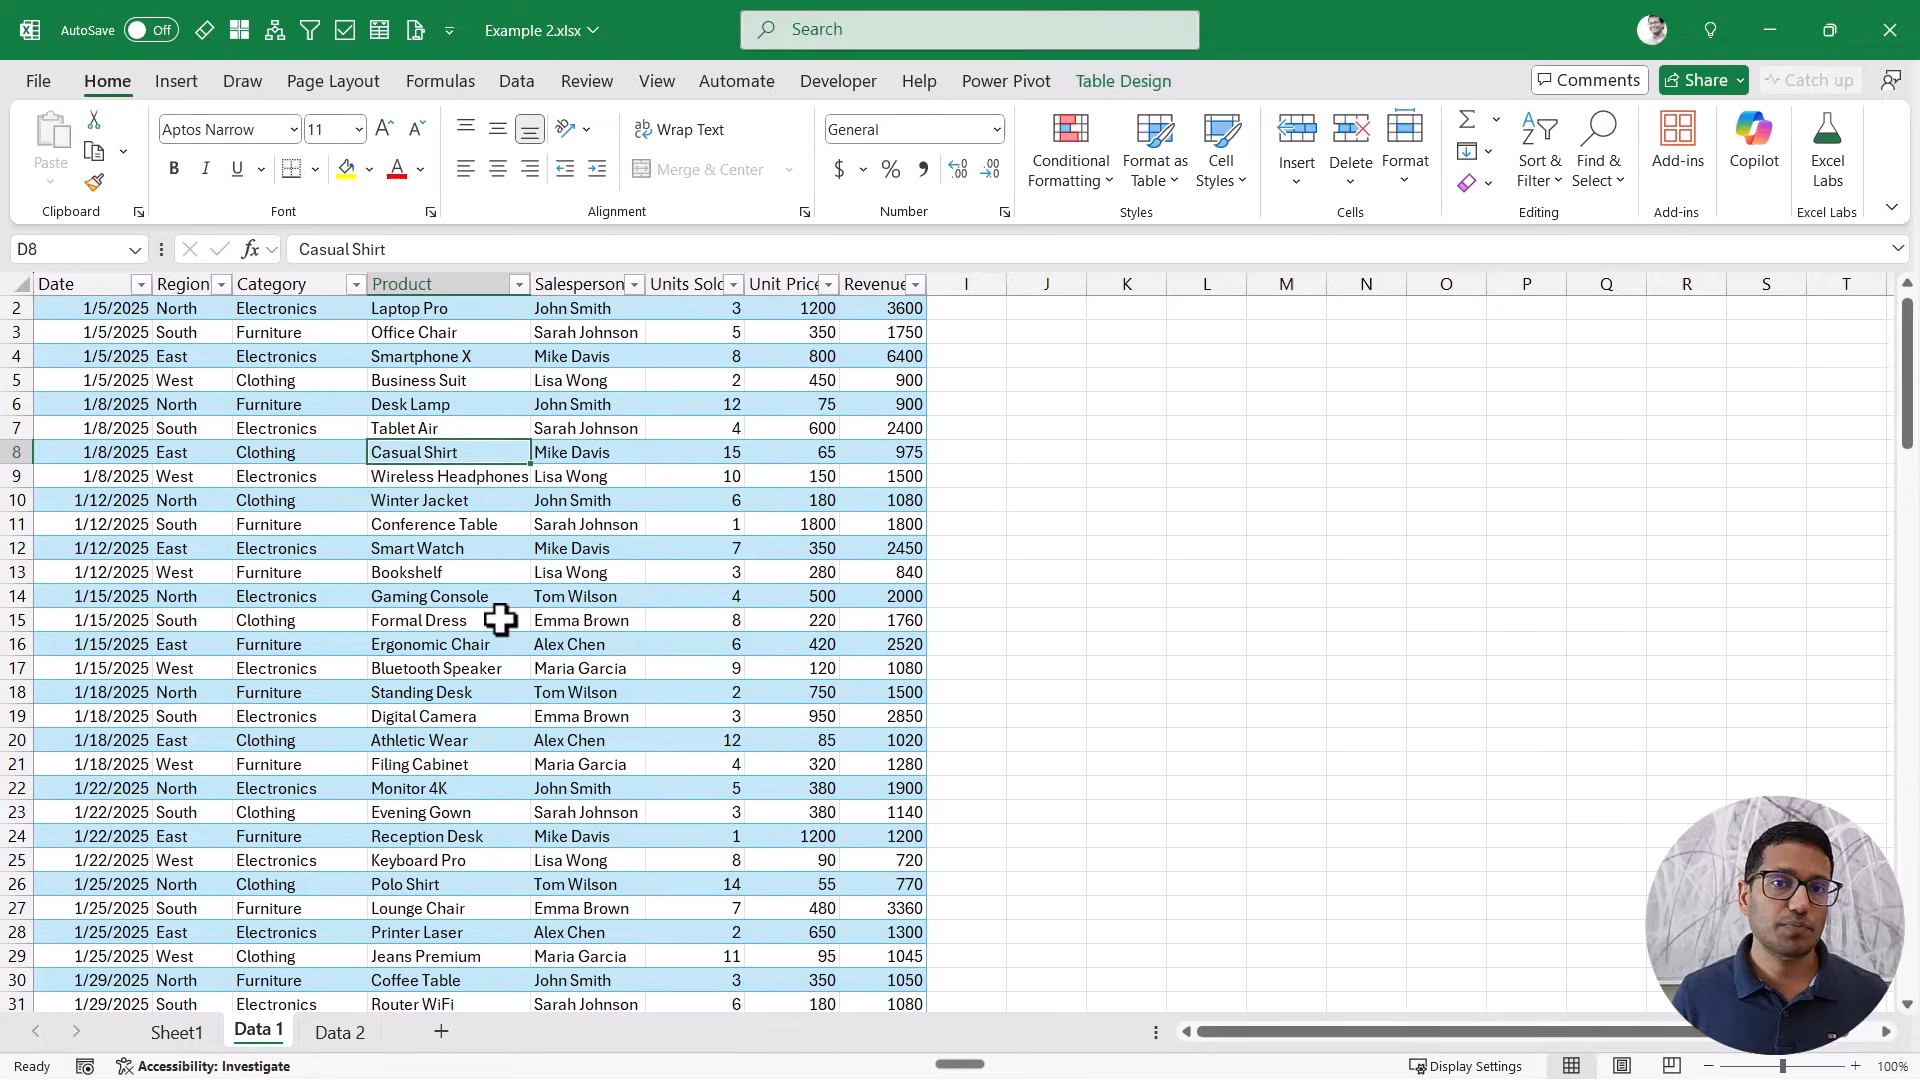 AutoSave Off Example 2.xlsx Search
File Home Insert Draw Page Layout Formulas Data Review View Automate Developer Help Power Pivot Table Design Comments Share Catch up
Paste
Clipboard
Aptos Narrow 11
B I U A
Font
Wrap Text
Merge & Center
Alignment
General
$ % ,
Number
Conditional Formatting
Format as Table
Cell Styles
Styles
Insert Delete Format
Cells
Sort & Filter
Find & Select
Editing
Add-ins
Add-ins
Copilot
Excel Labs
Excel Labs
D8 fx Casual Shirt
Date Region Category Product Salesperson Units Sol Unit Price Revenue I J K L M N O P Q R S T
2 1/5/2025 North Electronics Laptop Pro John Smith 3 1200 3600
3 1/5/2025 South Furniture Office Chair Sarah Johnson 5 350 1750
4 1/5/2025 East Electronics Smartphone X Mike Davis 8 800 6400
5 1/5/2025 West Clothing Business Suit Lisa Wong 2 450 900
6 1/8/2025 North Furniture Desk Lamp John Smith 12 75 900
7 1/8/2025 South Electronics Tablet Air Sarah Johnson 4 600 2400
8 1/8/2025 East Clothing Casual Shirt Mike Davis 15 65 975
9 1/8/2025 West Electronics Wireless Headphones Lisa Wong 10 150 1500
10 1/12/2025 North Clothing Winter Jacket John Smith 6 180 1080
11 1/12/2025 South Furniture Conference Table Sarah Johnson 1 1800 1800
12 1/12/2025 East Electronics Smart Watch Mike Davis 7 350 2450
13 1/12/2025 West Furniture Bookshelf Lisa Wong 3 280 840
14 1/15/2025 North Electronics Gaming Console Tom Wilson 4 500 2000
15 1/15/2025 South Clothing Formal Dress Emma Brown 8 220 1760
16 1/15/2025 East Furniture Ergonomic Chair Alex Chen 6 420 2520
17 1/15/2025 West Electronics Bluetooth Speaker Maria Garcia 9 120 1080
18 1/18/2025 North Furniture Standing Desk Tom Wilson 2 750 1500
19 1/18/2025 South Electronics Digital Camera Emma Brown 3 950 2850
20 1/18/2025 East Clothing Athletic Wear Alex Chen 12 85 1020
21 1/18/2025 West Furniture Filing Cabinet Maria Garcia 4 320 1280
22 1/22/2025 North Electronics Monitor 4K John Smith 5 380 1900
23 1/22/2025 South Clothing Evening Gown Sarah Johnson 3 380 1140
24 1/22/2025 East Furniture Reception Desk Mike Davis 1 1200 1200
25 1/22/2025 West Electronics Keyboard Pro Lisa Wong 8 90 720
26 1/25/2025 North Clothing Polo Shirt Tom Wilson 14 55 770
27 1/25/2025 South Furniture Lounge Chair Emma Brown 7 480 3360
28 1/25/2025 East Electronics Printer Laser Alex Chen 2 650 1300
29 1/25/2025 West Clothing Jeans Premium Maria Garcia 11 95 1045
30 1/29/2025 North Furniture Coffee Table John Smith 3 350 1050
31 1/29/2025 South Electronics Router WiFi Sarah Johnson 6 180 1080
Sheet1 Data 1 Data 2
Ready Accessibility: Investigate Display Settings 100%